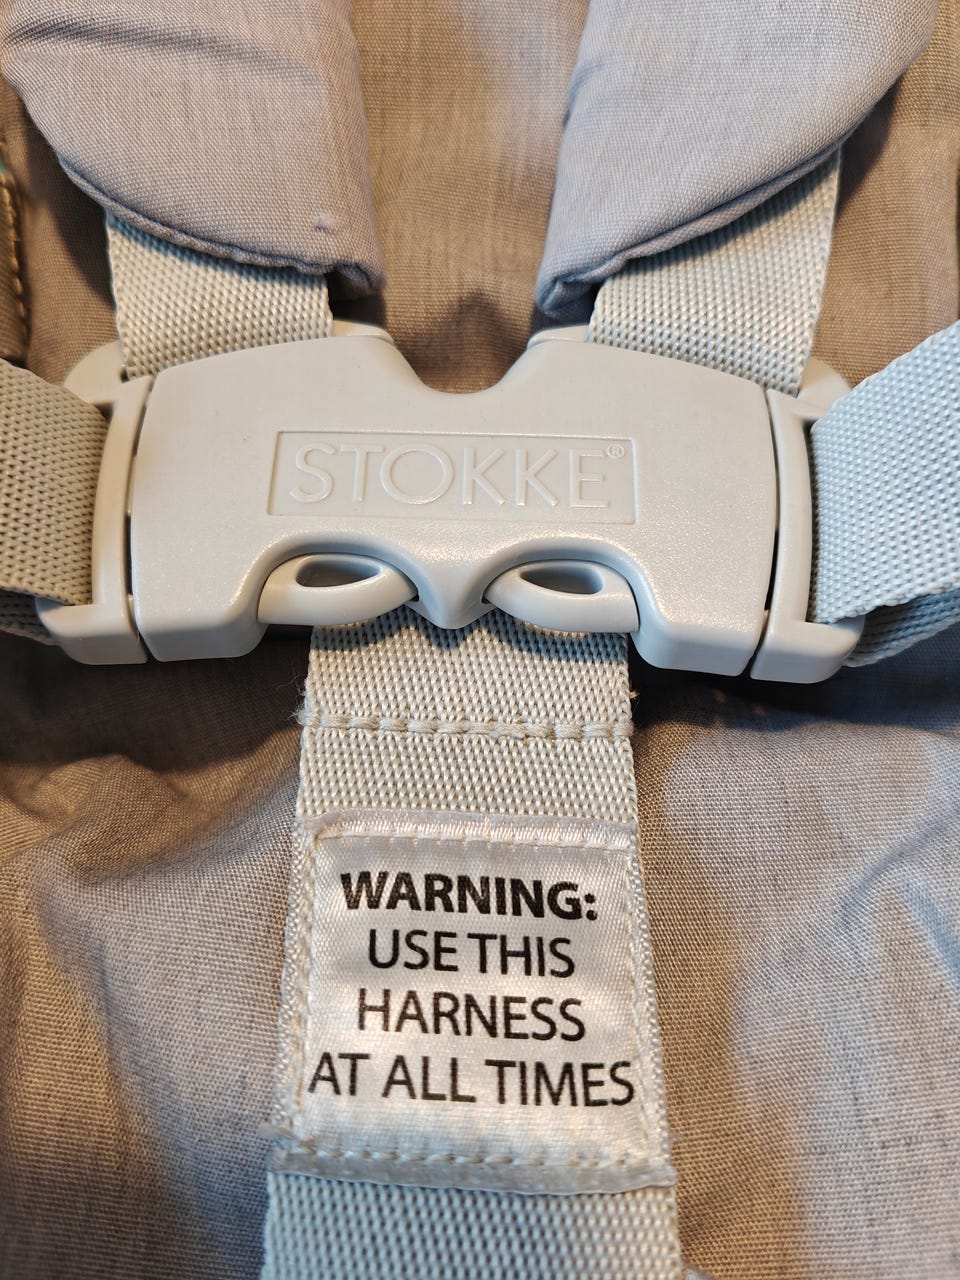 STOKKE®
WARNING:
USE THIS
HARNESS
AT ALL TIMES